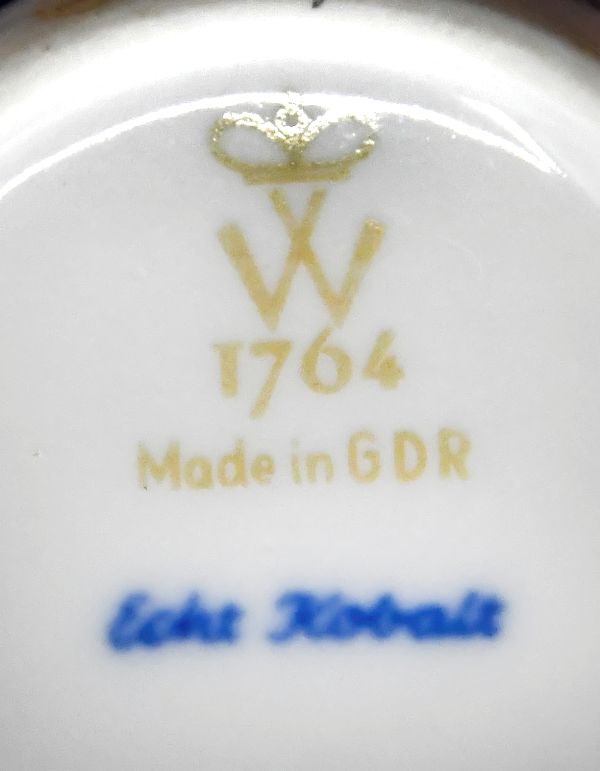 W
1764
Made in GDR
Echt Kobalt